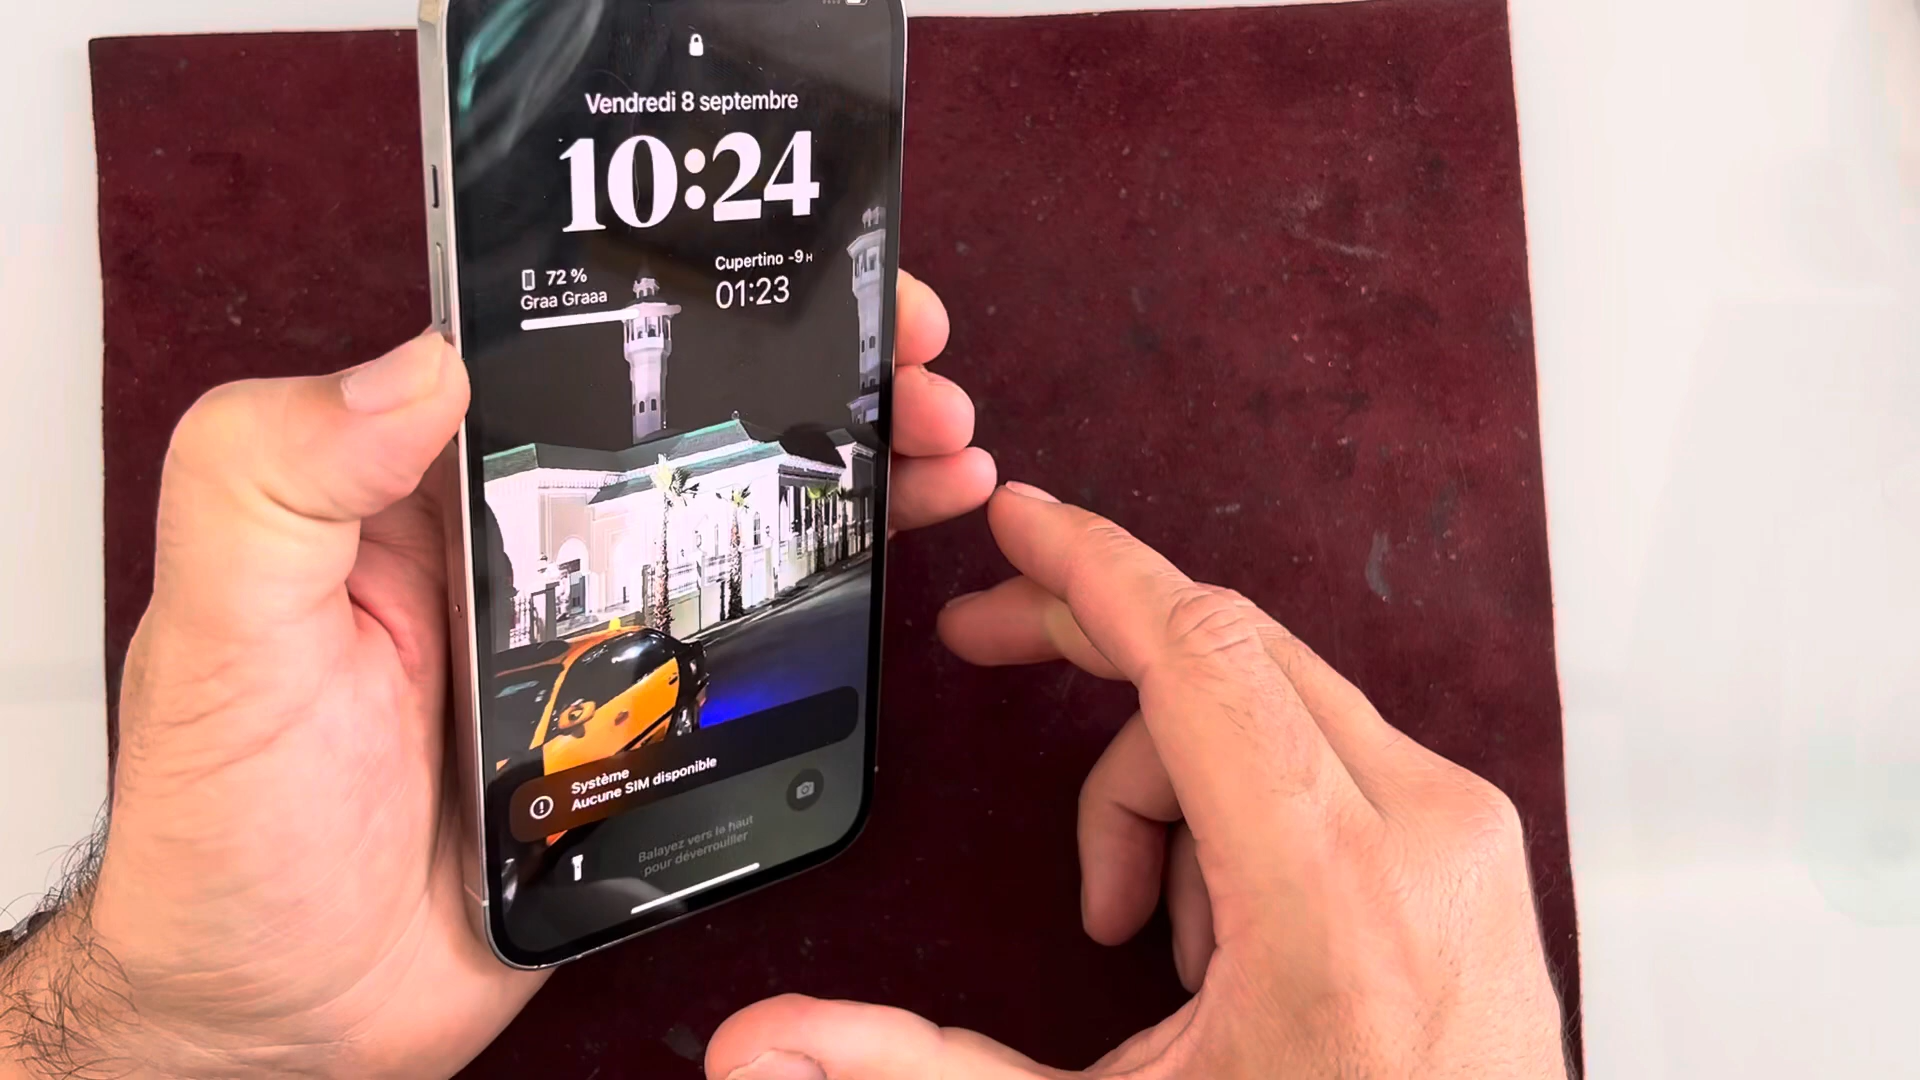 Vendredi 8 septembre
10:24
72 %
Graa Graaa
Cupertino -9H
01:23
Système
Aucune SIM disponible
Balayez vers le haut
pour déverrouiller